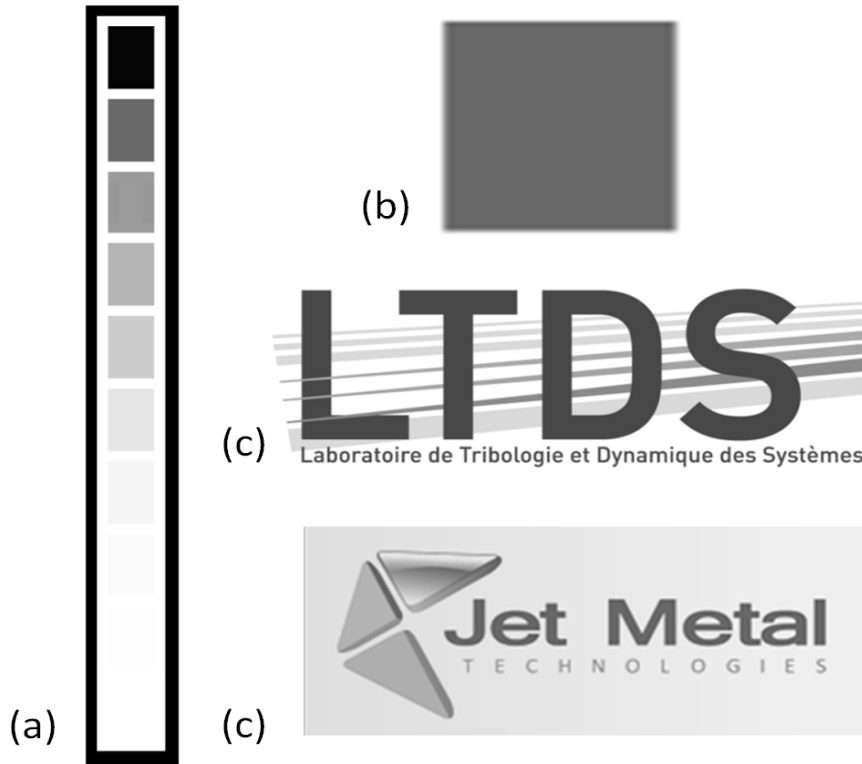 (b)
LTDS
(c)
Laboratoire de Tribologie et Dynamique des Systèmes
Jet Metal
TECHNOLOGIES
(a)
(c)